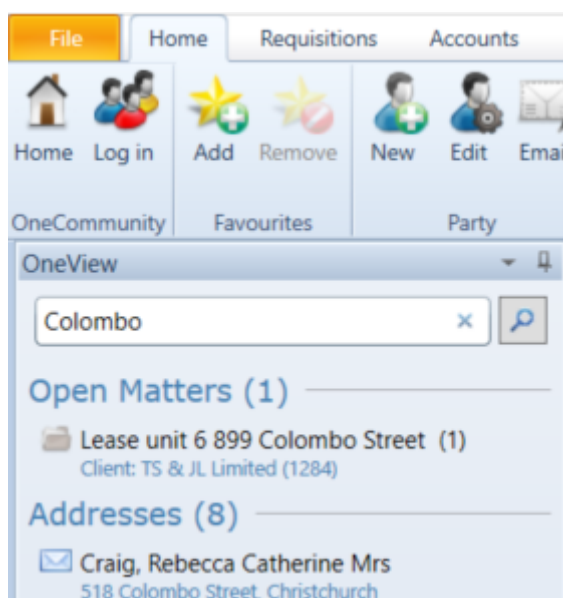 File Home Requisitions Accounts
Home Log in Add Remove New Edit Emai
OneCommunity Favourites Party
OneView
Colombo
Open Matters (1)
Lease unit 6 899 Colombo Street (1)
Client: TS & JL Limited (1284)
Addresses (8)
Craig, Rebecca Catherine Mrs
518 Colombo Street, Christchurch